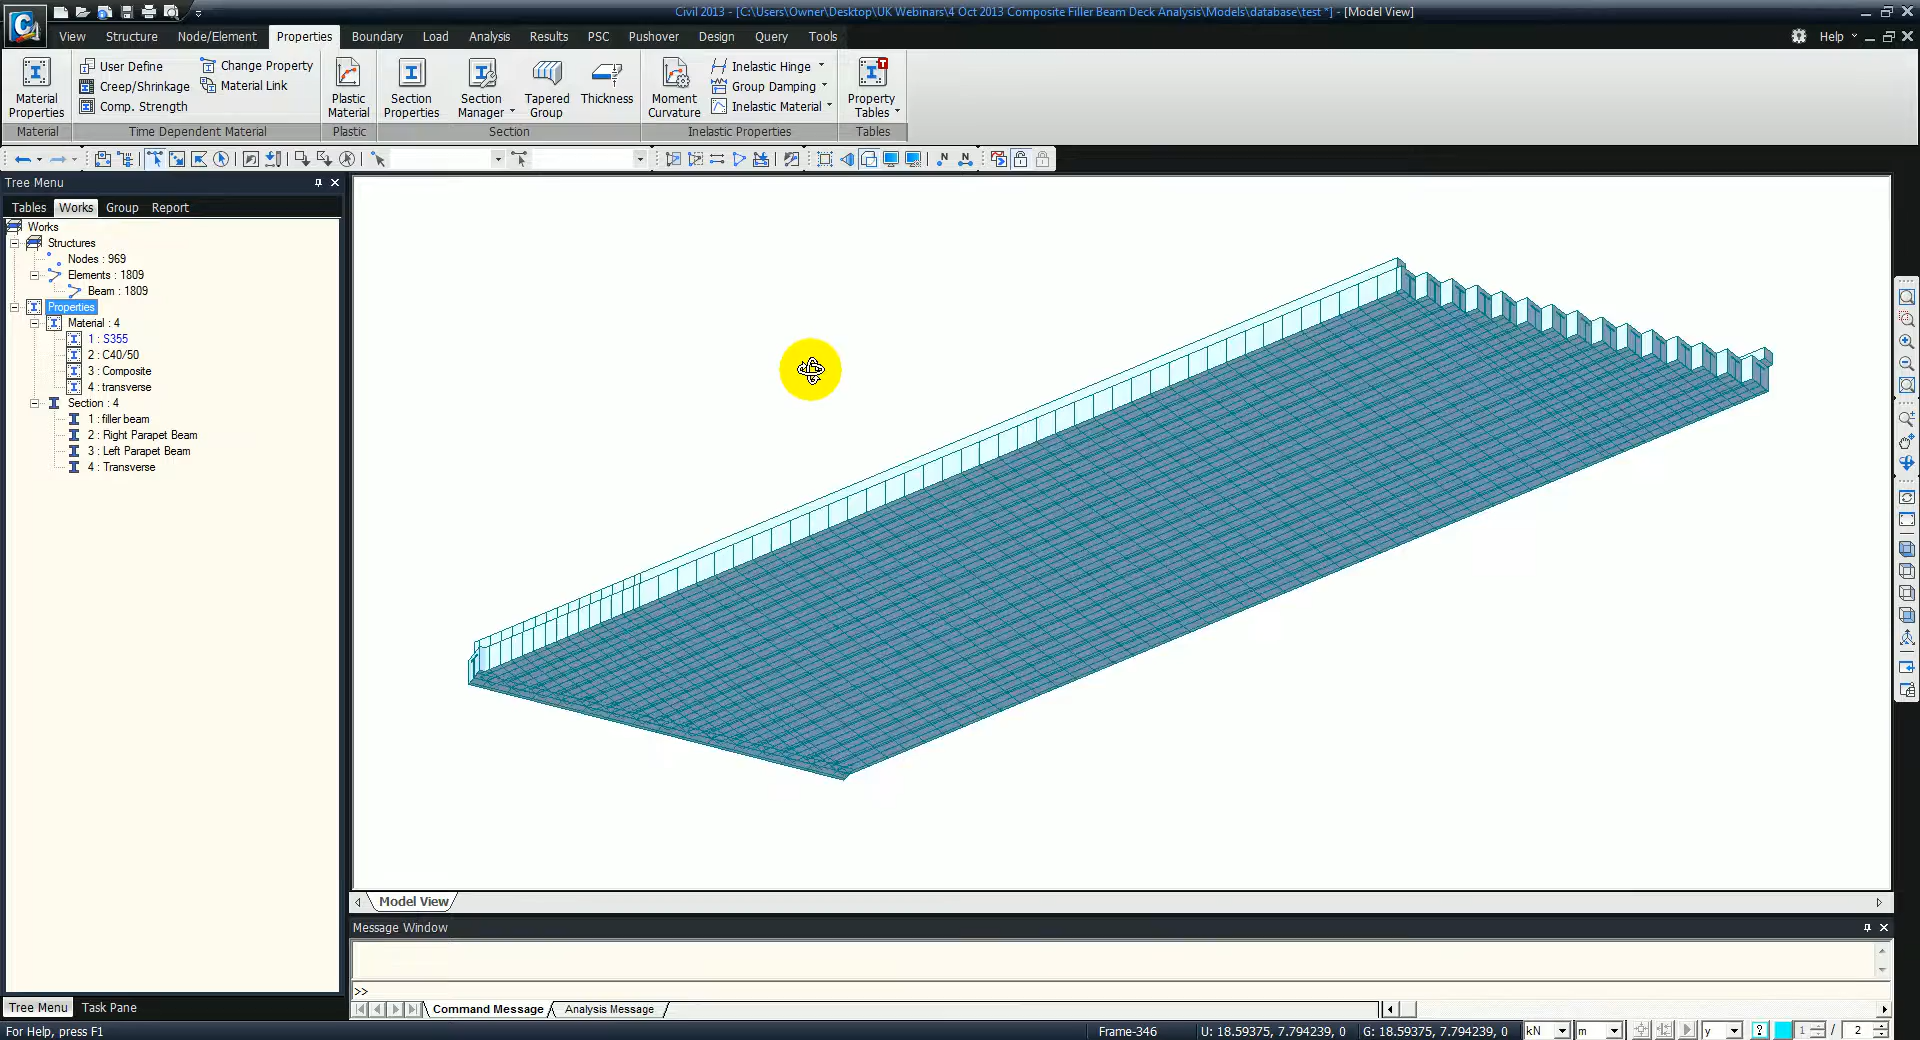 Civil 2013 - [C:\Users\Owner\Desktop\UK Webinars\4 Oct 2013 Composite Filler Beam Deck Analysis\Models\database\test *] - [Model View]
View Structure Node/Element Properties Boundary Load Analysis Results PSC Pushover Design Query Tools Help
Material Properties
User Define
Creep/Shrinkage
Comp. Strength
Change Property
Material Link
Plastic Material
Section Properties
Section Manager
Tapered Group
Thickness
Moment Curvature
Inelastic Hinge
Group Damping
Inelastic Material
Property Tables
Material Time Dependent Material Plastic Section Inelastic Properties Tables
Tree Menu
Tables Works Group Report
Works
Structures
Nodes : 969
Elements : 1809
Beam : 1809
Properties
Material : 4
1 : S355
2 : C40/50
3 : Composite
4 : transverse
Section : 4
1 : filler beam
2 : Right Parapet Beam
3 : Left Parapet Beam
4 : Transverse
Model View
Message Window
>>
Command Message Analysis Message
Tree Menu Task Pane
For Help, press F1
Frame-346 U: 18.59375, 7.794239, 0 G: 18.59375, 7.794239, 0 kN m y ? 1 / 2